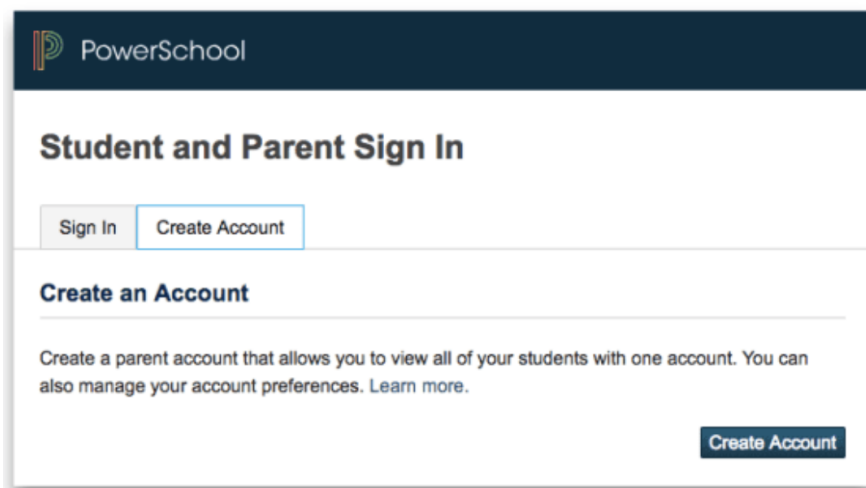 PowerSchool
Student and Parent Sign In
Sign In
Create Account
Create an Account
Create a parent account that allows you to view all of your students with one account. You can
also manage your account preferences. Learn more.
Create Account